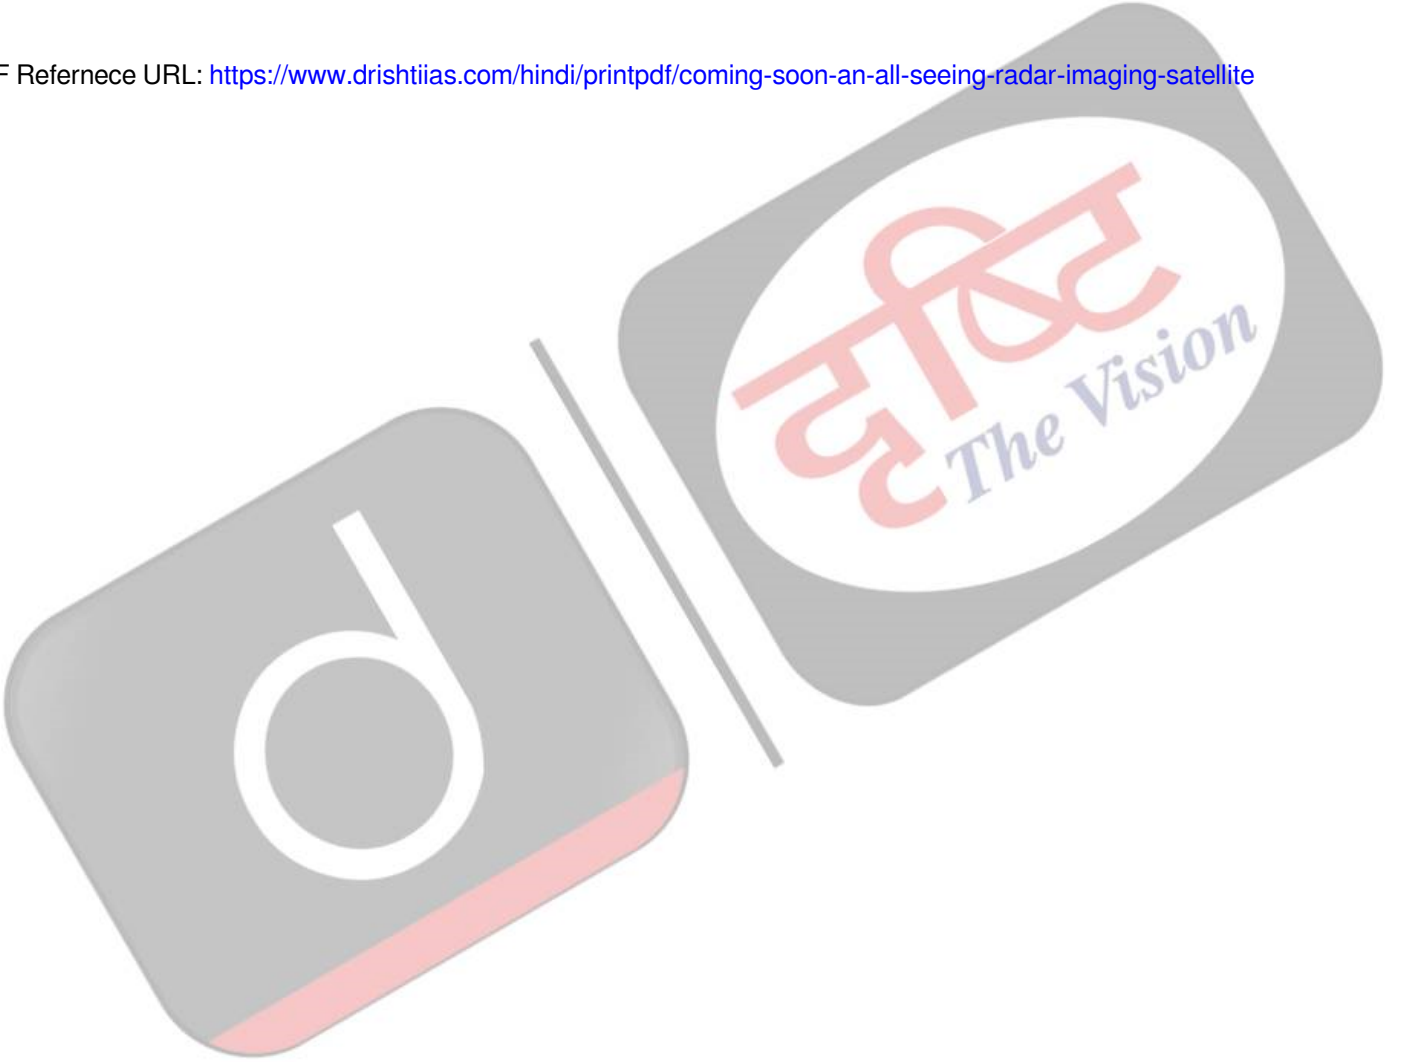 F Refernece URL: https://www.drishtiias.com/hindi/printpdf/coming-soon-an-all-seeing-radar-imaging-satellite
दृष्टि
The Vision
d